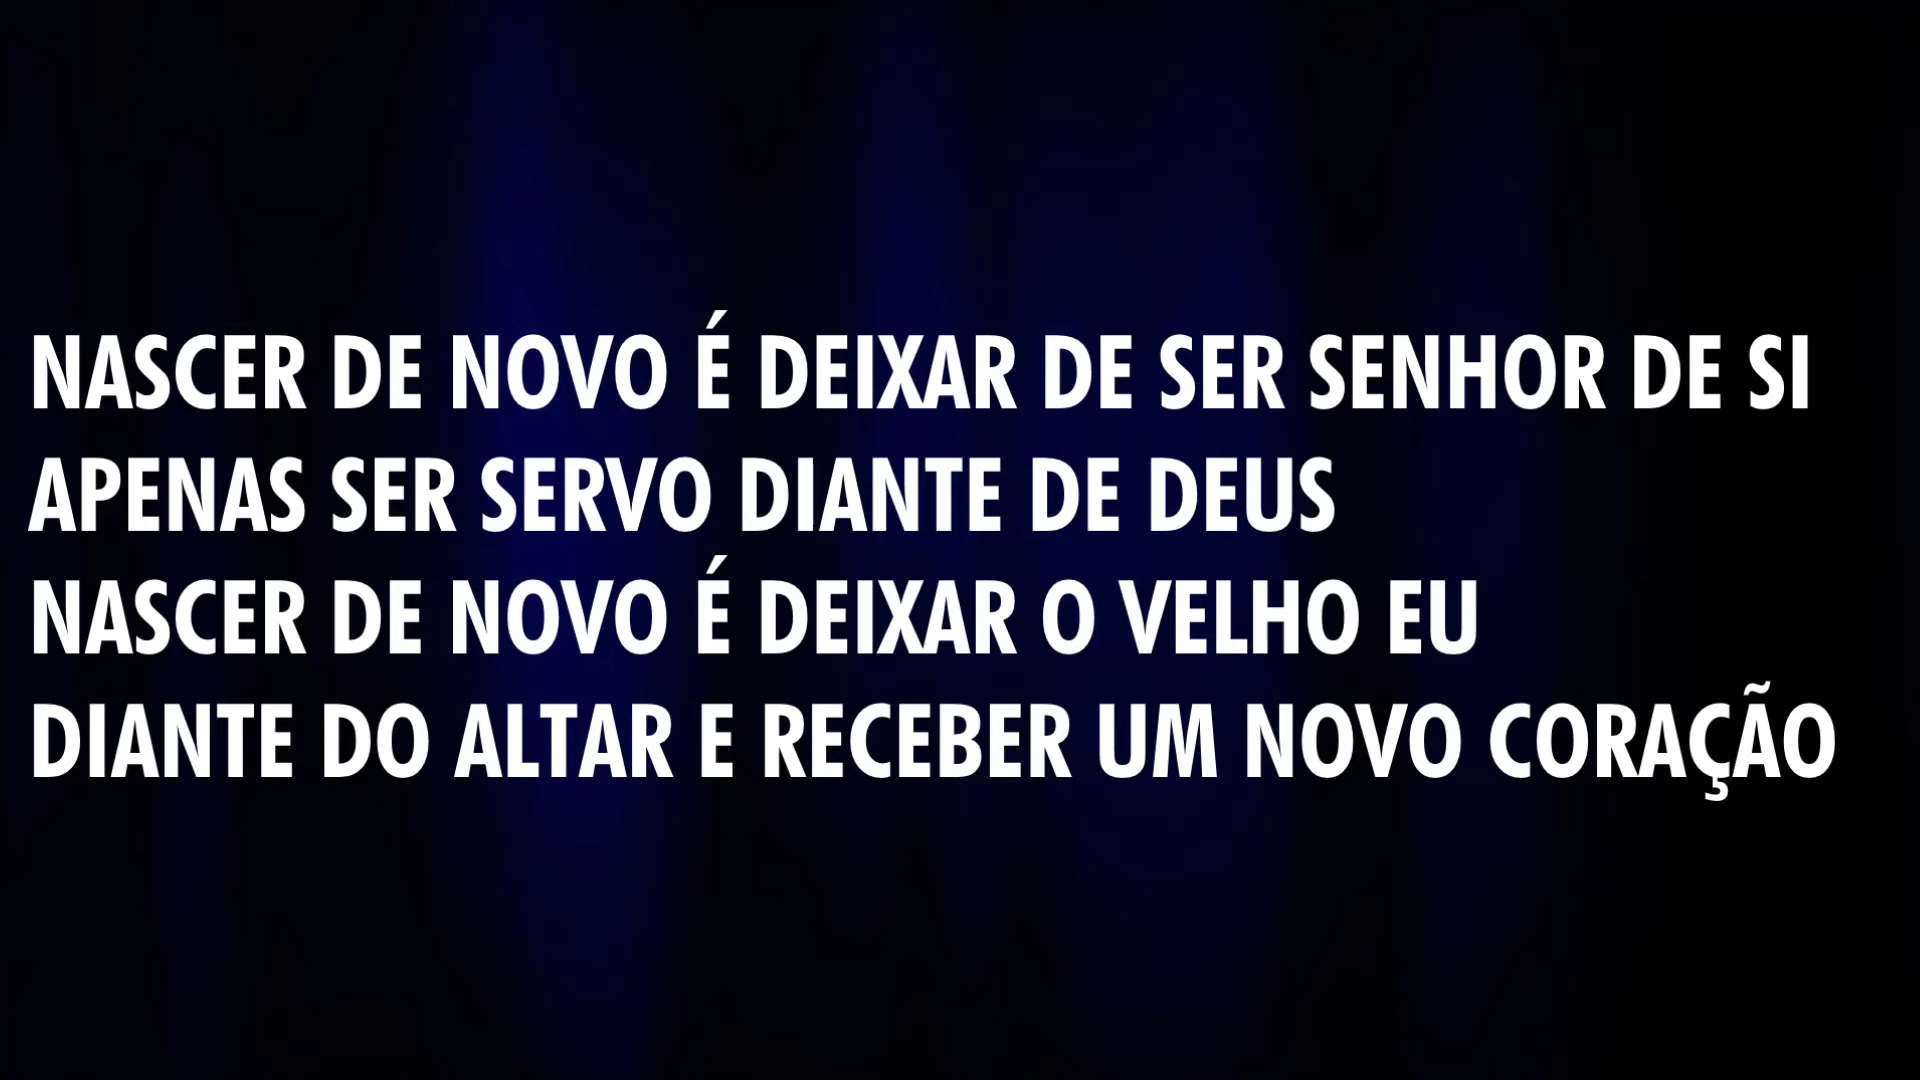 NASCER DE NOVO É DEIXAR DE SER SENHOR DE SI
APENAS SER SERVO DIANTE DE DEUS
NASCER DE NOVO É DEIXAR O VELHO EU
DIANTE DO ALTAR E RECEBER UM NOVO CORAÇÃO